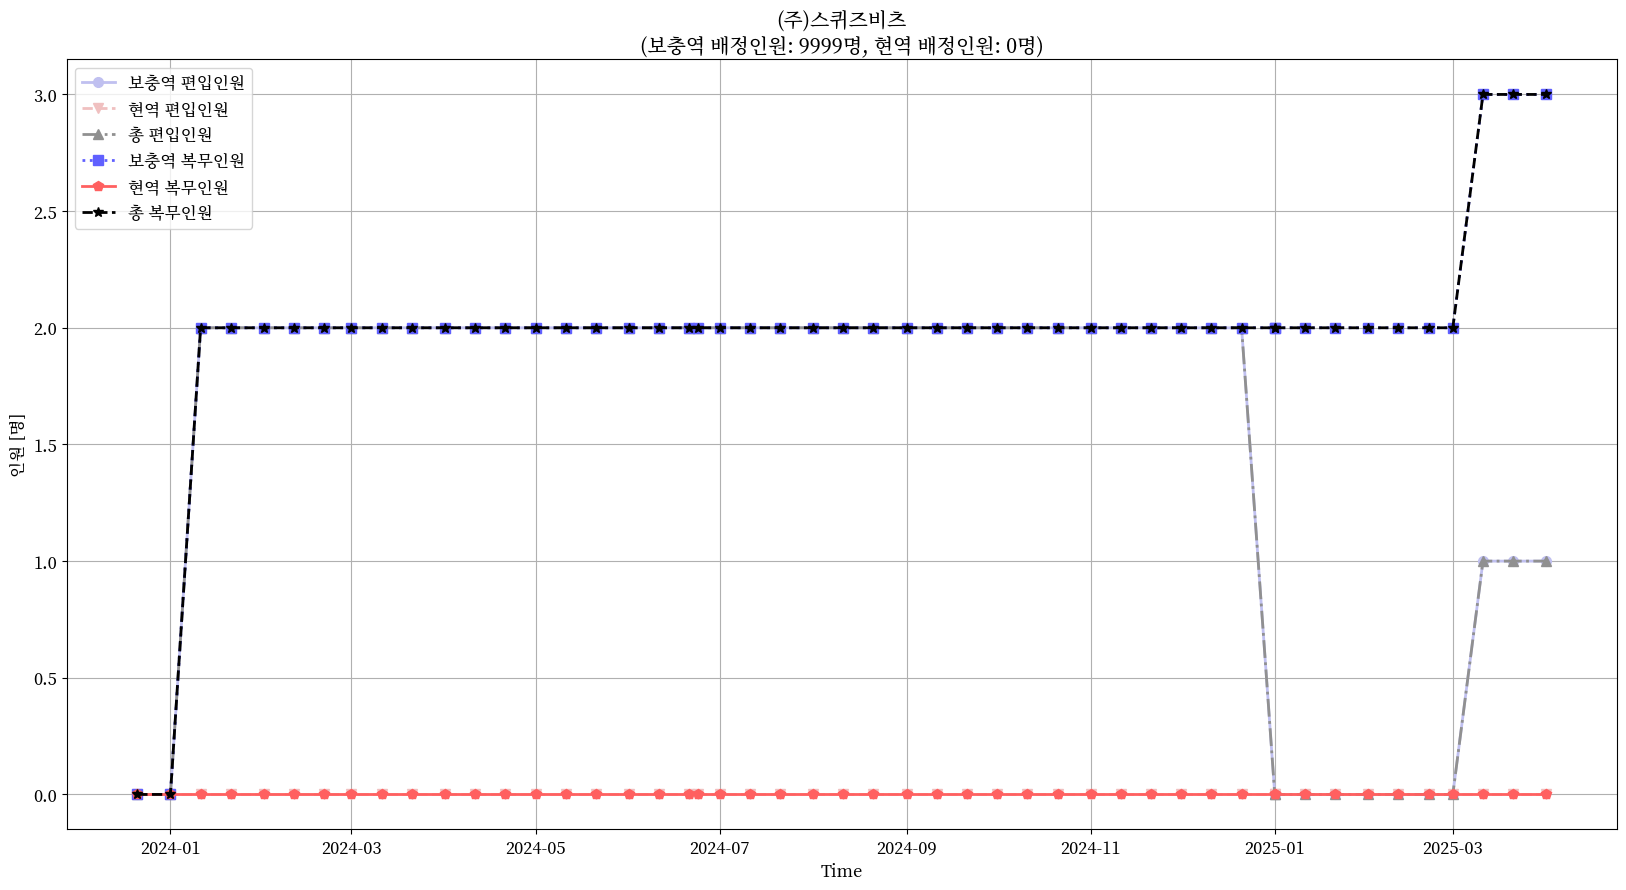 (주)스퀴즈비츠
(보충역 배정인원: 9999명, 현역 배정인원: 0명)
보충역 편입인원
현역 편입인원
총 편입인원
보충역 복무인원
현역 복무인원
총 복무인원
3.0
2.5
2.0
1.5
1.0
0.5
0.0
인원 [명]
2024-01 2024-03 2024-05 2024-07 2024-09 2024-11 2025-01 2025-03
Time